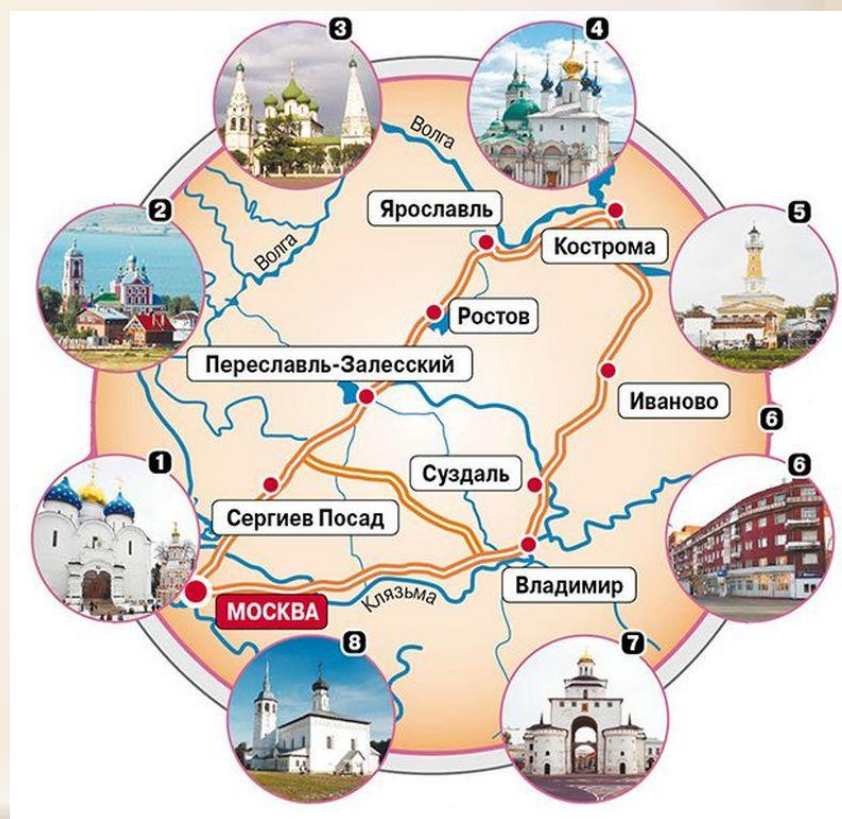 3
4
Волга
2
Ярославль
5
Кострома
Волга
Ростов
Переславль-Залесский
Иваново
6
1
Суздаль
6
Сергиев Посад
Владимир
Клязьма
МОСКВА
8
7